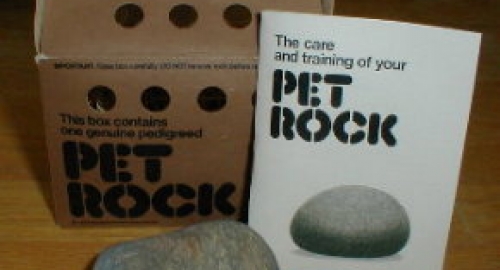 The care
and training of your
PET
ROCK
This box contains
one genuine pedigreed
PET
ROCK